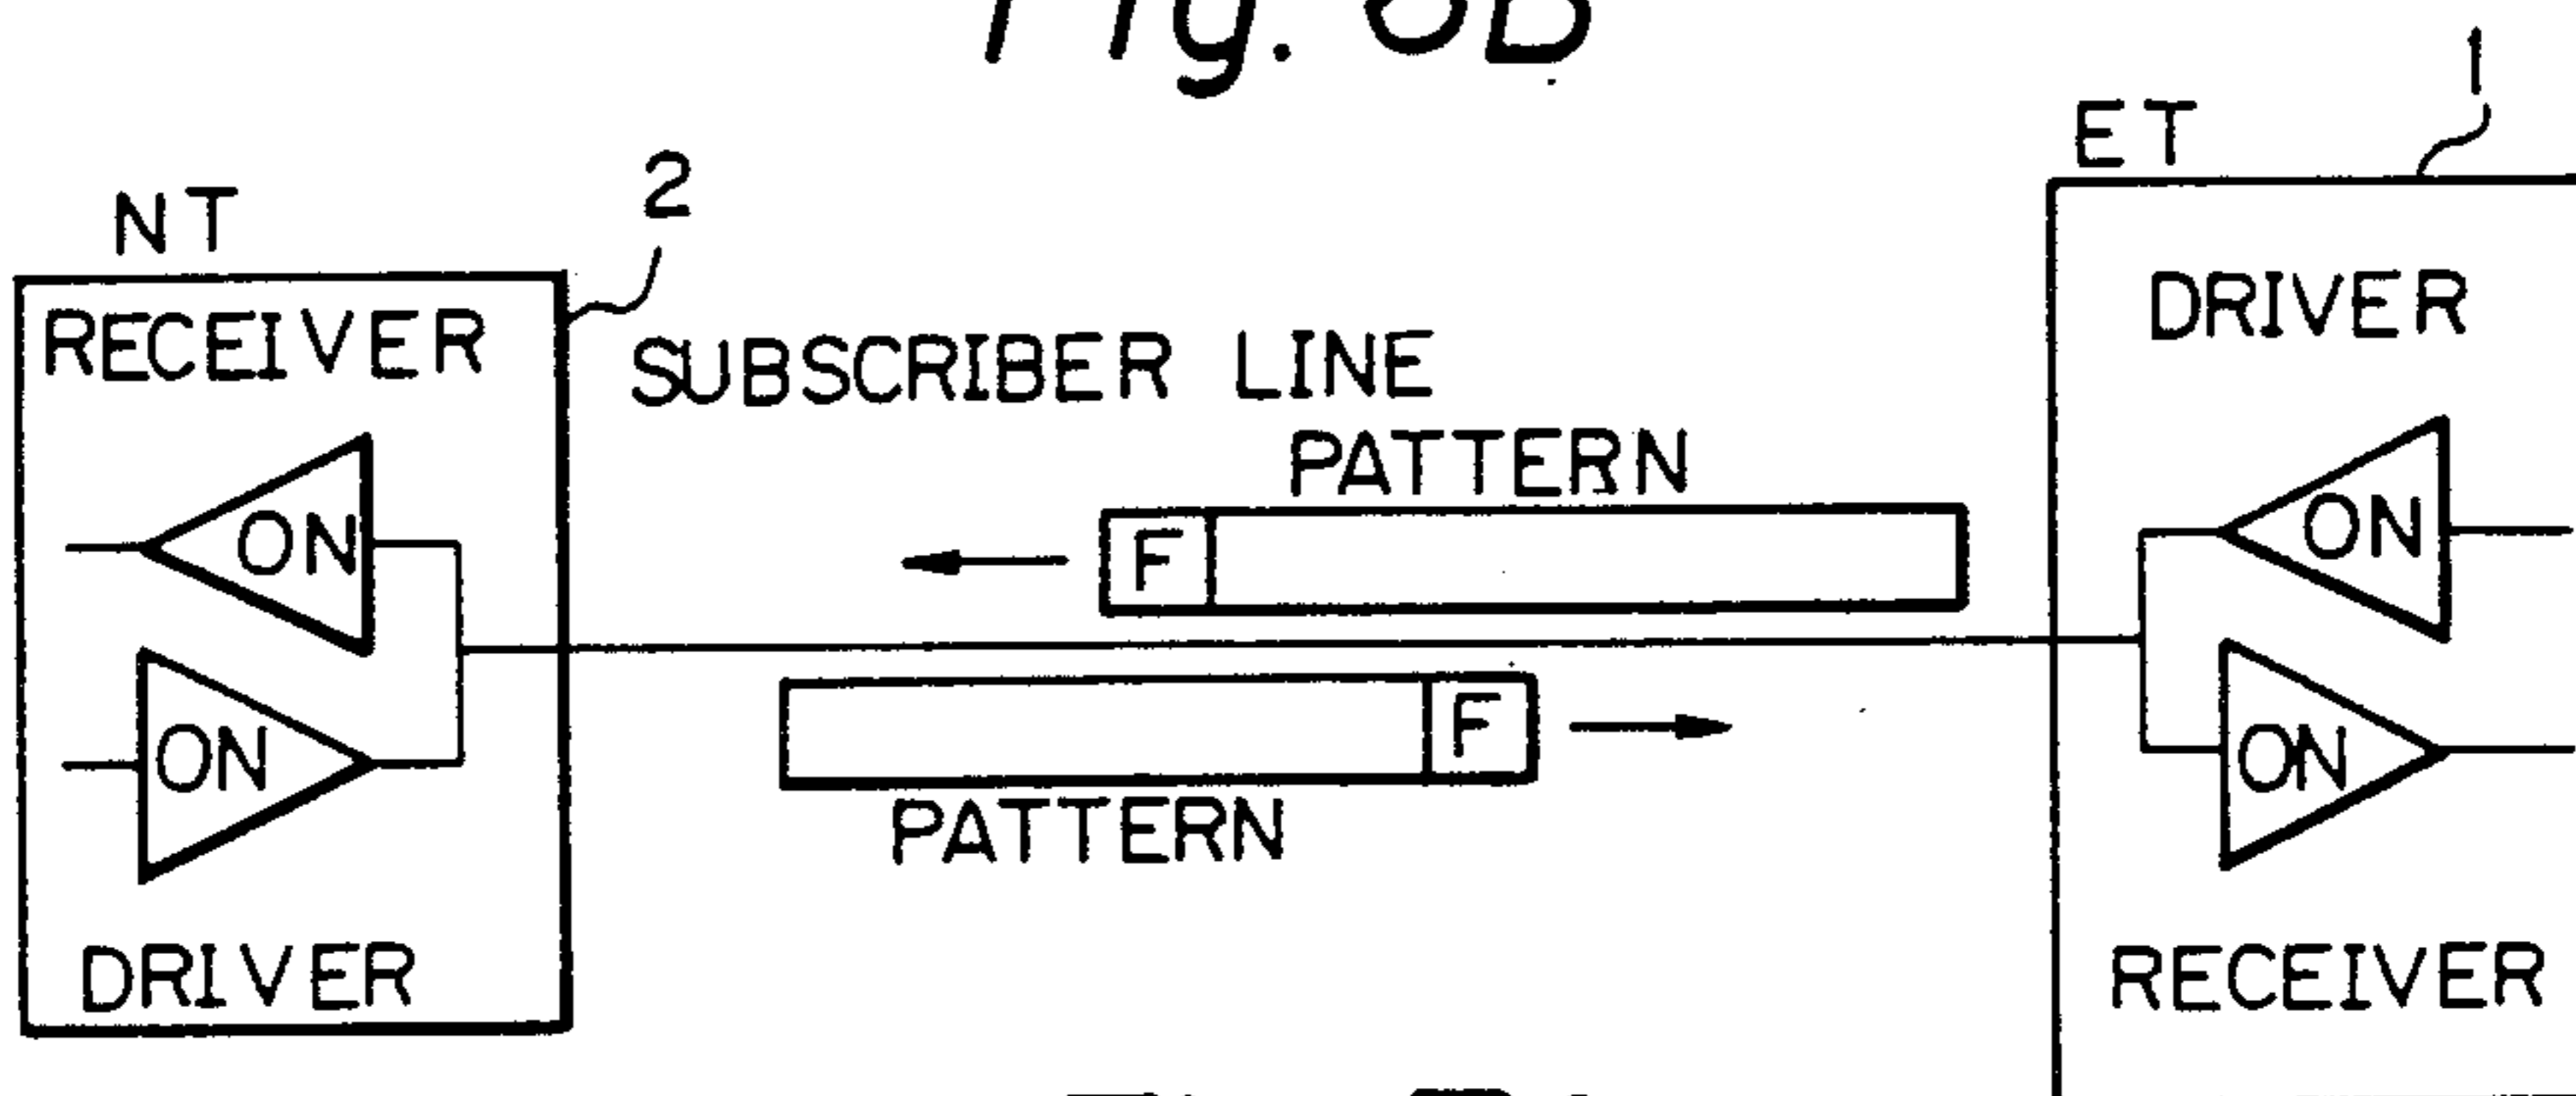 1
ET
2
NT
DRIVER
RECEIVER
SUBSCRIBER LINE
PATTERN
ON
ON
F
F
ON
ON
PATTERN
DRIVER
RECEIVER